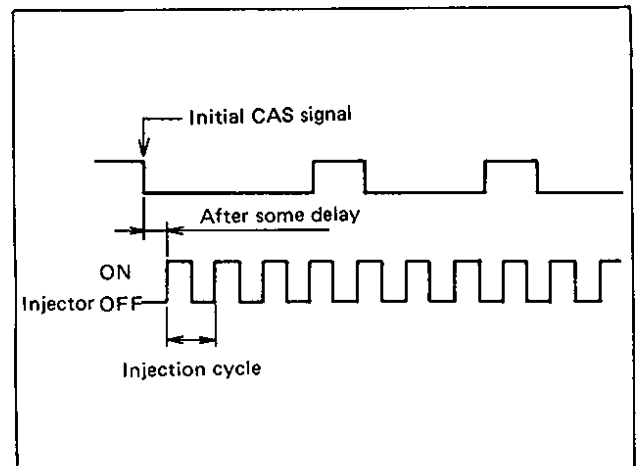 Initial CAS signal
After some delay
ON
Injector OFF
Injection cycle